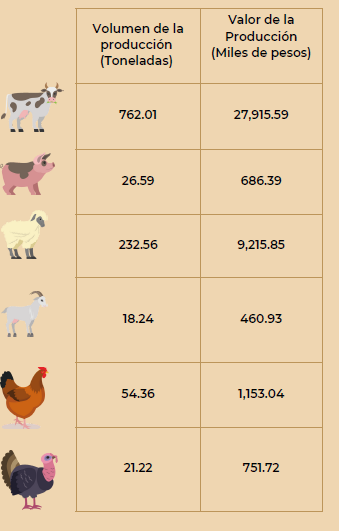 Volumen de la
producción
(Toneladas)
Valor de la
Producción
(Miles de pesos)
762.01 27,915.59
26.59 686.39
232.56 9,215.85
18.24 460.93
54.36 1,153.04
21.22 751.72